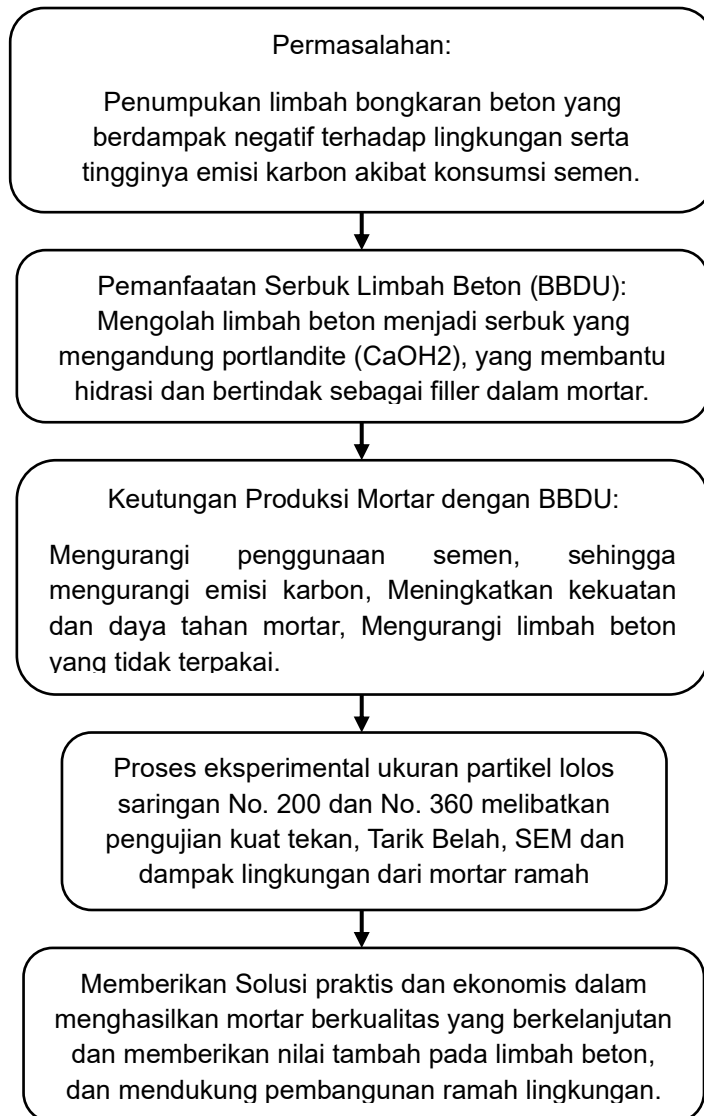 Permasalahan:
Penumpukan limbah bongkaran beton yang
berdampak negatif terhadap lingkungan serta
tingginya emisi karbon akibat konsumsi semen.
Pemanfaatan Serbuk Limbah Beton (BBDU):
Mengolah limbah beton menjadi serbuk yang
mengandung portlandite (CaOH2), yang membantu
hidrasi dan bertindak sebagai filler dalam mortar.
Keutungan Produksi Mortar dengan BBDU:
Mengurangi penggunaan semen, sehingga
mengurangi emisi karbon, Meningkatkan kekuatan
dan daya tahan mortar, Mengurangi limbah beton
yang tidak terpakai.
Proses eksperimental ukuran partikel lolos
saringan No. 200 dan No. 360 melibatkan
pengujian kuat tekan, Tarik Belah, SEM dan
dampak lingkungan dari mortar ramah
Memberikan Solusi praktis dan ekonomis dalam
menghasilkan mortar berkualitas yang berkelanjutan
dan memberikan nilai tambah pada limbah beton,
dan mendukung pembangunan ramah lingkungan.